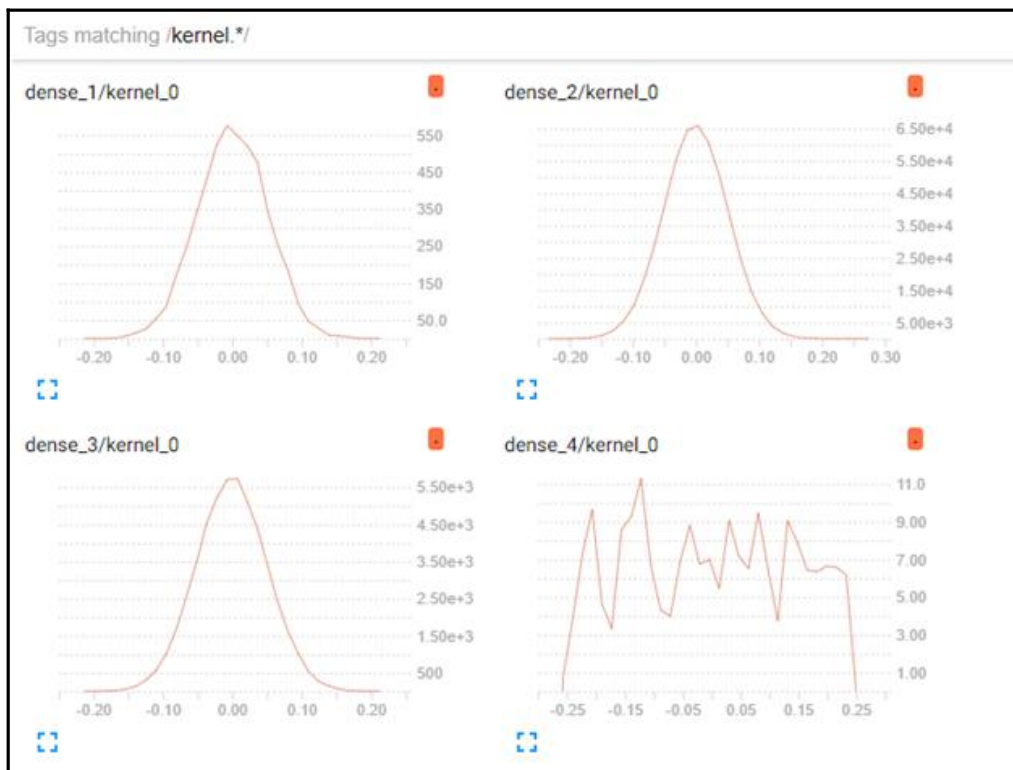 Tags matching /kernel.*/
dense_1/kernel_0
550
450
350
250
150
50.0
-0.20 -0.10 0.00 0.10 0.20
dense_2/kernel_0
6.50e+4
5.50e+4
4.50e+4
3.50e+4
2.50e+4
1.50e+4
5.00e+3
-0.20 -0.10 0.00 0.10 0.20 0.30
dense_3/kernel_0
5.50e+3
4.50e+3
3.50e+3
2.50e+3
1.50e+3
500
-0.20 -0.10 0.00 0.10 0.20
dense_4/kernel_0
11.0
9.00
7.00
5.00
3.00
1.00
-0.25 -0.15 -0.05 0.05 0.15 0.25